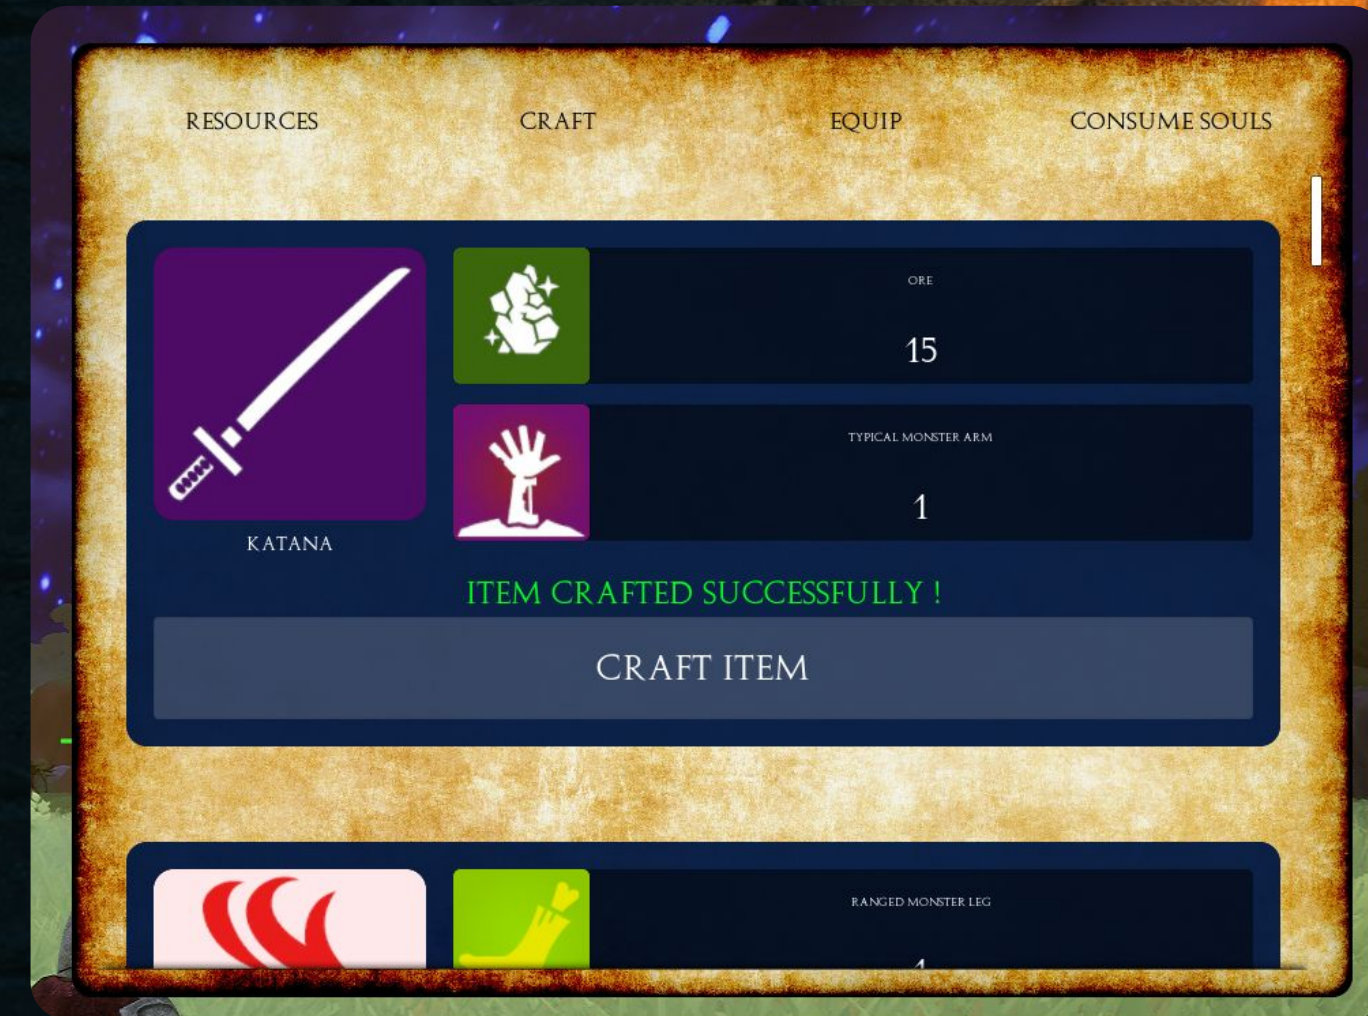 RESOURCES
CRAFT
EQUIP
CONSUME SOULS
ORE
15
TYPICAL MONSTER ARM
1
KATANA
ITEM CRAFTED SUCCESSFULLY !
CRAFT ITEM
RANGED MONSTER LEG